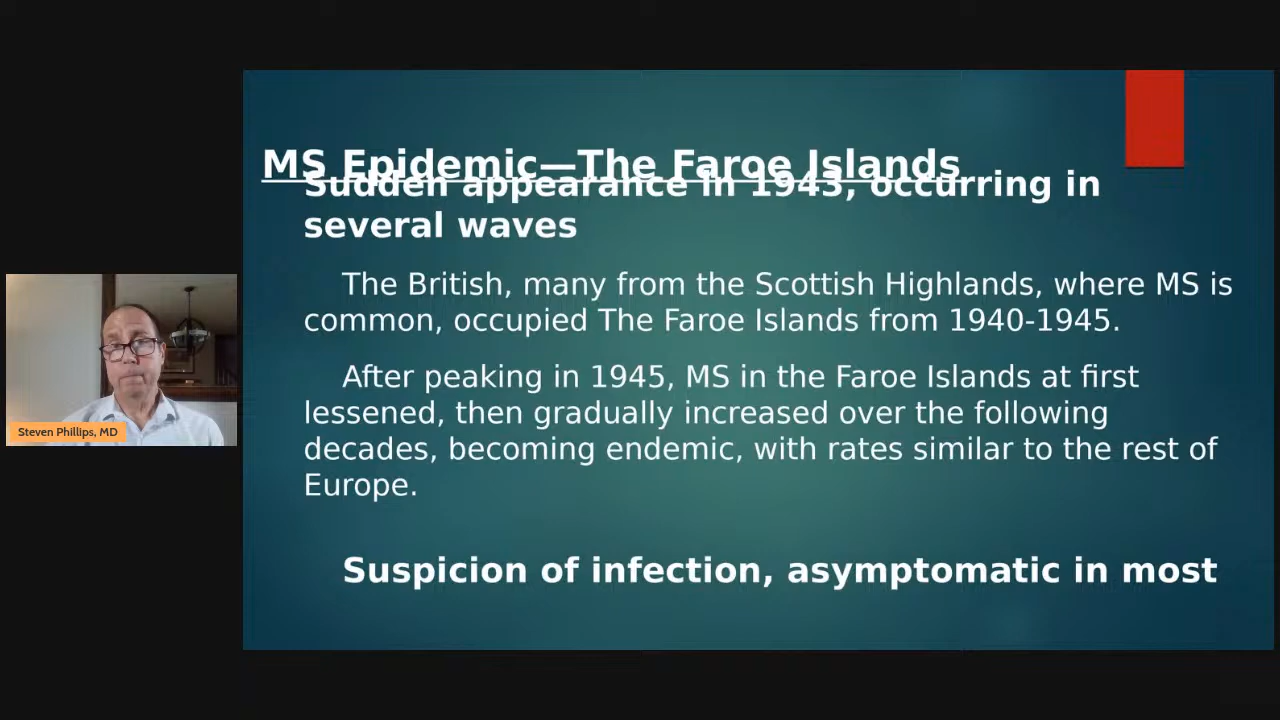 MS Epidemic—The Faroe Islands
Sudden appearance in 1943, occurring in
several waves
The British, many from the Scottish Highlands, where MS is
common, occupied The Faroe Islands from 1940-1945.
After peaking in 1945, MS in the Faroe Islands at first
lessened, then gradually increased over the following
decades, becoming endemic, with rates similar to the rest of
Europe.
Suspicion of infection, asymptomatic in most
Steven Phillips, MD